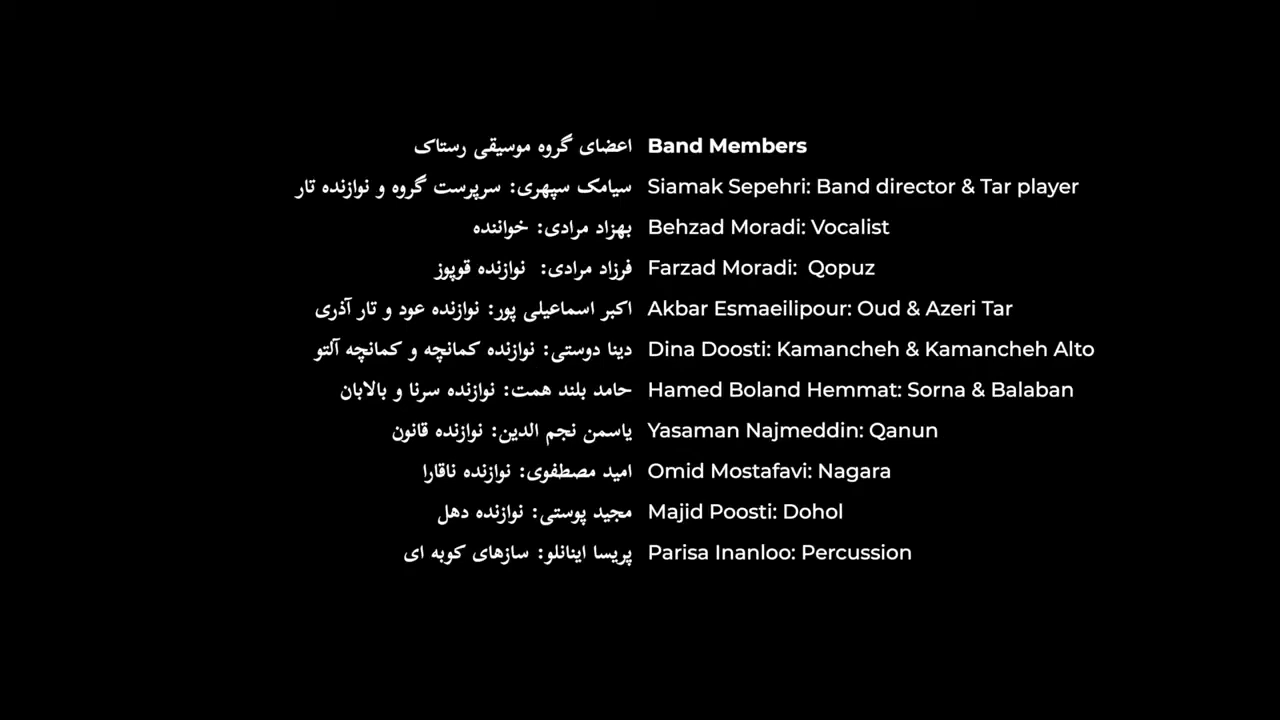 اعضای گروه موسیقی رستاک Band Members
سیامک سپهری: سرپرست گروه و نوازنده تار Siamak Sepehri: Band director & Tar player
بهزاد مرادی: خواننده Behzad Moradi: Vocalist
فرزاد مرادی: نوازنده قوپوز Farzad Moradi: Qopuz
اکبر اسماعیلی پور: نوازنده عود و تار آذری Akbar Esmaeilipour: Oud & Azeri Tar
دینا دوستی: نوازنده کمانچه و کمانچه آلتو Dina Doosti: Kamancheh & Kamancheh Alto
حامد بلند همت: نوازنده سرنا و بالابان Hamed Boland Hemmat: Sorna & Balaban
یاسمن نجم الدین: نوازنده قانون Yasaman Najmeddin: Qanun
امید مصطفوی: نوازنده ناقارا Omid Mostafavi: Nagara
مجید پوستی: نوازنده دهل Majid Poosti: Dohol
پریسا اینانلو: سازهای کوبه ای Parisa Inanloo: Percussion